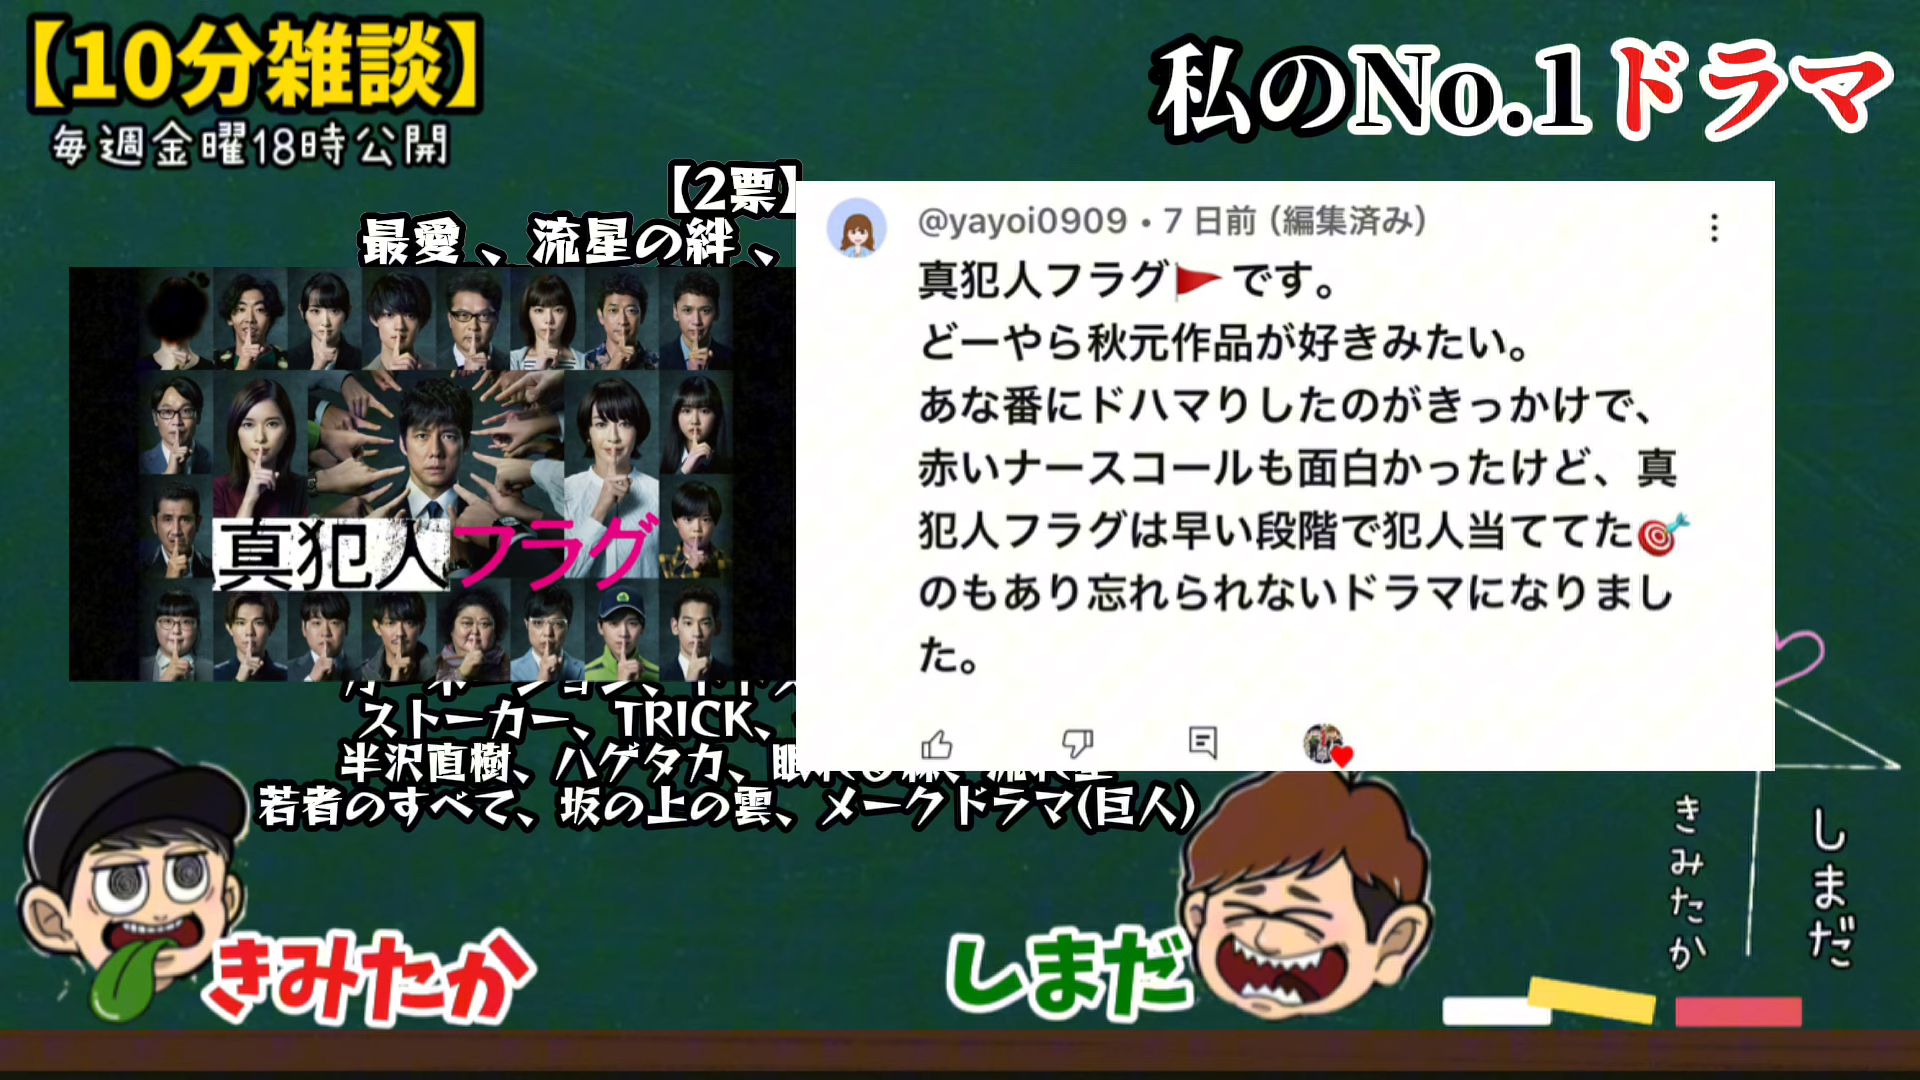 【10分雑談】
毎週金曜18時公開
私のNo.1ドラマ
【2票】
最愛、流星の絆、
真犯人フラグ
@yayoi0909・7 日前 (編集済み)
真犯人フラグ🚩です。
どーやら秋元作品が好きみたい。
あな番にドハマりしたのがきっかけで、
赤いナースコールも面白かったけど、真
犯人フラグは早い段階で犯人当ててた🎯
のもあり忘れられないドラマになりまし
た。
ストーカー、TRICK、
半沢直樹、ハゲタカ、
若者のすべて、坂の上の雲、メークドラマ(巨人)
きみたか
しまだ
きみたか
しまだ